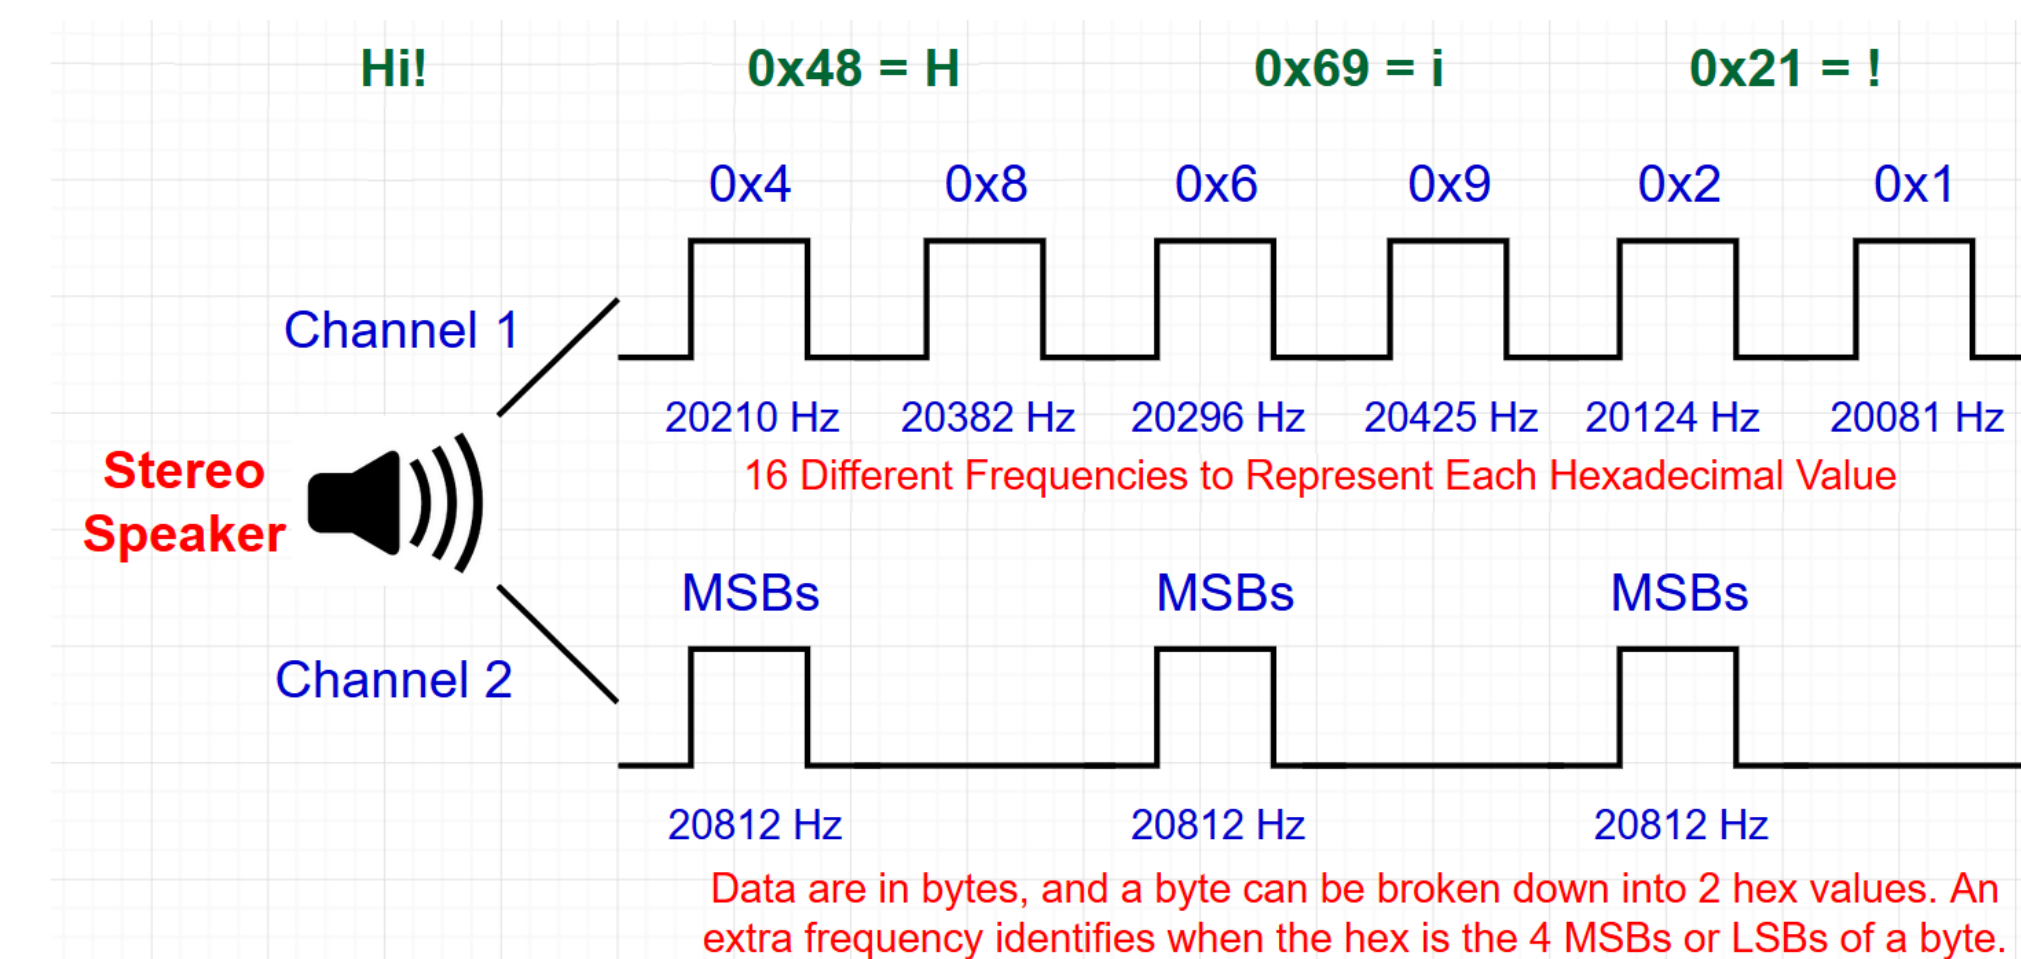 Hi! 0x48 = H 0x69 = i 0x21 = !
0x4 0x8 0x6 0x9 0x2 0x1
Channel 1
20210 Hz 20382 Hz 20296 Hz 20425 Hz 20124 Hz 20081 Hz
16 Different Frequencies to Represent Each Hexadecimal Value
Stereo
Speaker
MSBs MSBs MSBs
Channel 2
20812 Hz 20812 Hz 20812 Hz
Data are in bytes, and a byte can be broken down into 2 hex values. An
extra frequency identifies when the hex is the 4 MSBs or LSBs of a byte.